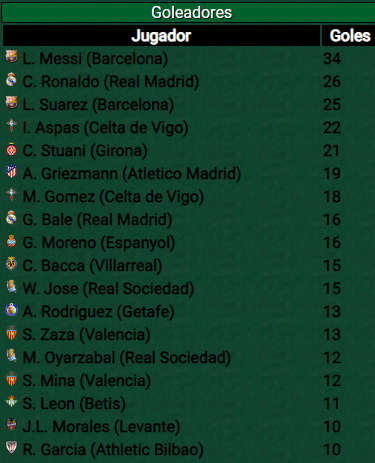 Goleadores
Jugador Goles
L. Messi (Barcelona) 34
C. Ronaldo (Real Madrid) 26
L. Suarez (Barcelona) 25
I. Aspas (Celta de Vigo) 22
C. Stuani (Girona) 21
A. Griezmann (Atletico Madrid) 19
M. Gomez (Celta de Vigo) 18
G. Bale (Real Madrid) 16
G. Moreno (Espanyol) 16
C. Bacca (Villarreal) 15
W. Jose (Real Sociedad) 15
A. Rodriguez (Getafe) 13
S. Zaza (Valencia) 13
M. Oyarzabal (Real Sociedad) 12
S. Mina (Valencia) 12
S. Leon (Betis) 11
J.L. Morales (Levante) 10
R. Garcia (Athletic Bilbao) 10